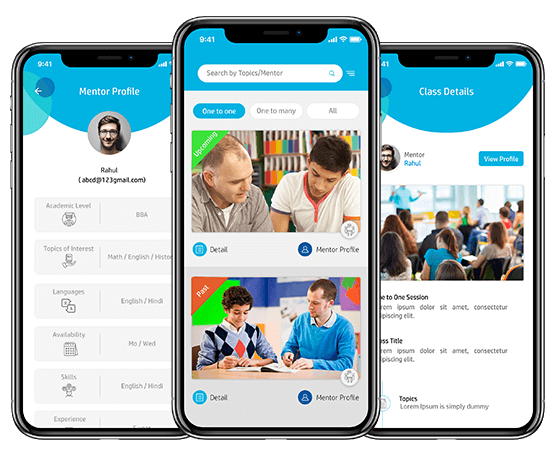 9:41
Mentor Profile
Rahul
( abcd@123gmail.com)
Academic Level
BBA
Topics of Interest
Math / English / Histor
Languages
English / Hindi
Availability
Mo / Wed
Skills
English / Hindi
Experience
9:41
Search by Topics/Mentor
One to one
One to many
All
Upcoming
Detail
Mentor Profile
Past
Detail
Mentor Profile
9:41
Class Details
Mentor
Rahul
View Profile
e to One Session
orem ipsum dolor sit amet, consectetur
dipiscing elit.
ss Title
rem ipsum dolor sit amet, consectetur
dipiscing elit.
Topics
Lorem Ipsum is simply dummy